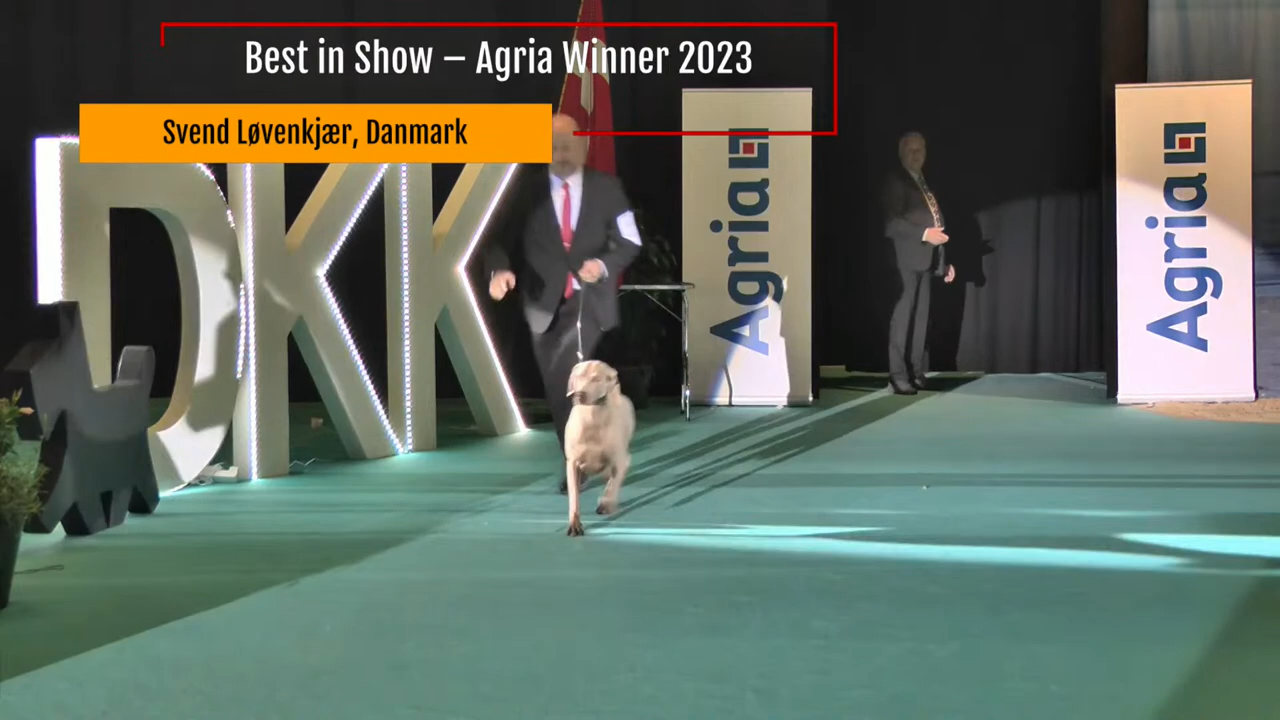 Best in Show – Agria Winner 2023
Svend Løvenkjær, Danmark
DKK
Agria
Agria